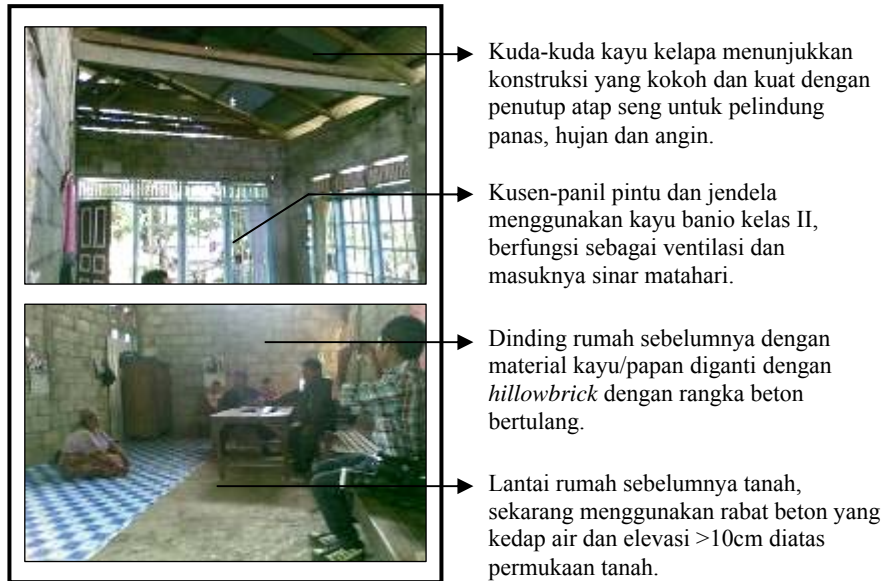 Kuda-kuda kayu kelapa menunjukkan
konstruksi yang kokoh dan kuat dengan
penutup atap seng untuk pelindung
panas, hujan dan angin.
Kusen-panil pintu dan jendela
menggunakan kayu banio kelas II,
berfungsi sebagai ventilasi dan
masuknya sinar matahari.
Dinding rumah sebelumnya dengan
material kayu/papan diganti dengan
hillowbrick dengan rangka beton
bertulang.
Lantai rumah sebelumnya tanah,
sekarang menggunakan rabat beton yang
kedap air dan elevasi >10cm diatas
permukaan tanah.